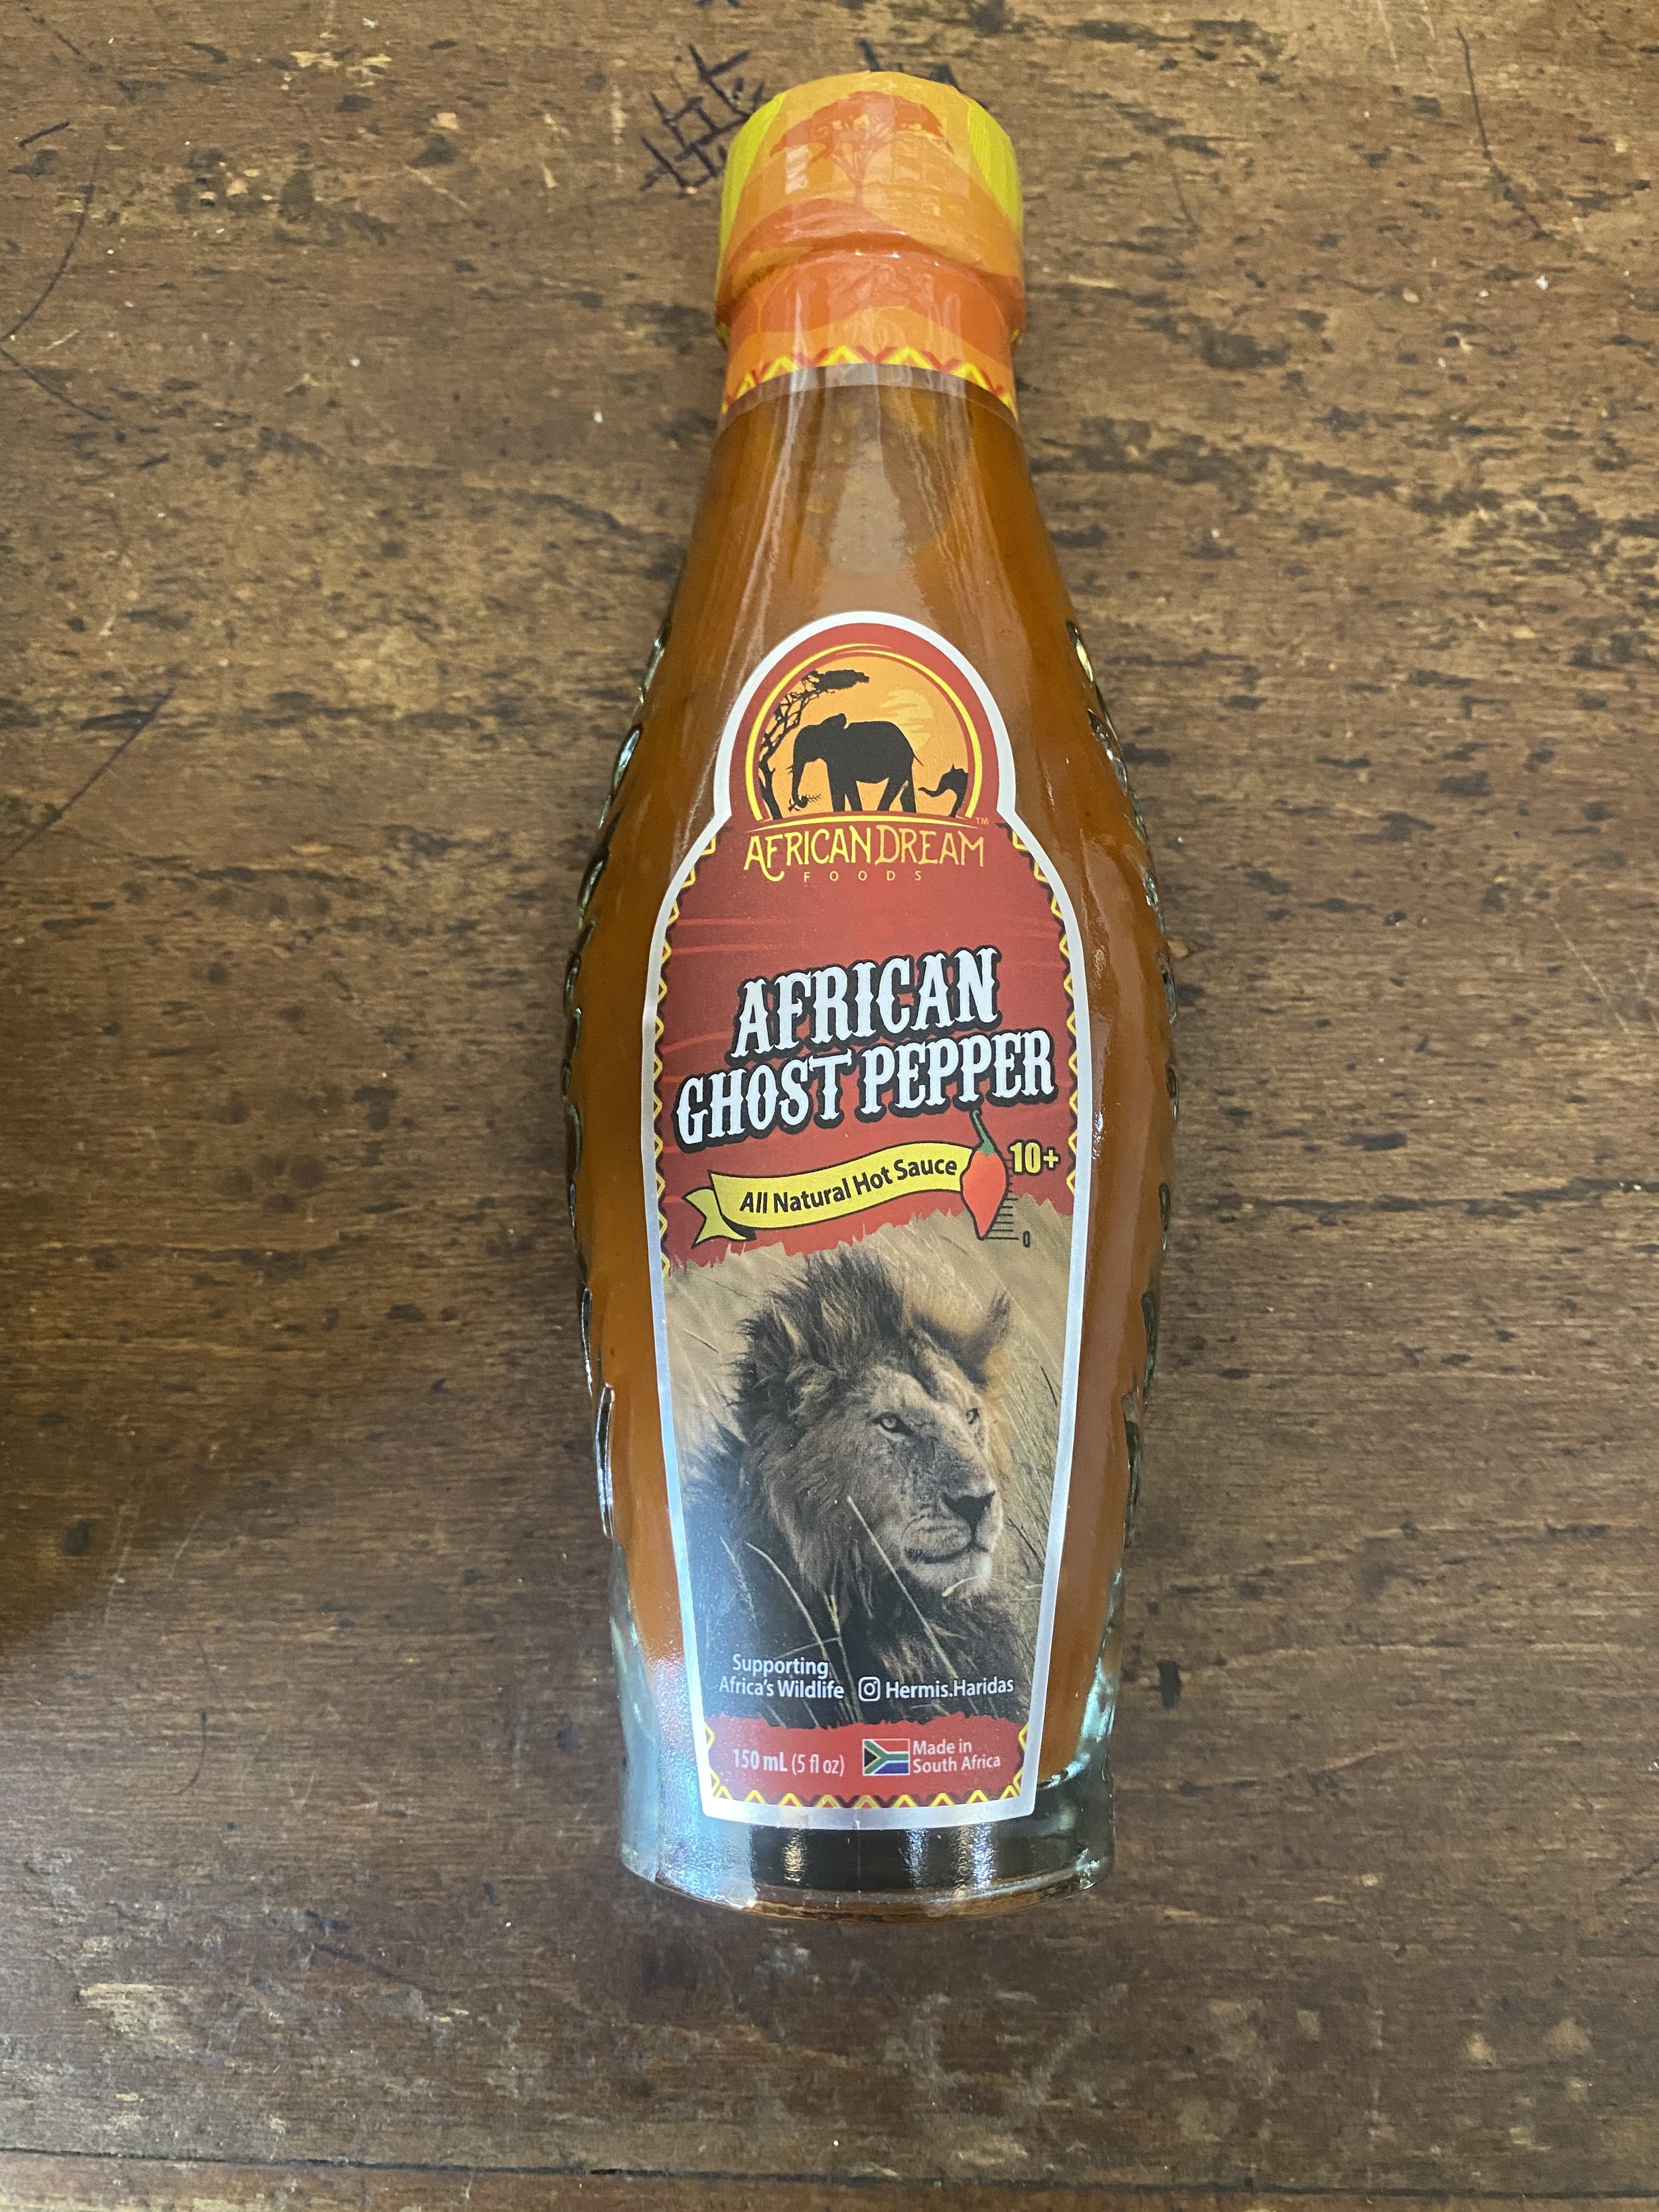 AFRICAN DREAM™
FOODS
AFRICAN
GHOST PEPPER
All Natural Hot Sauce
10+
0
Supporting
Africa's Wildlife
Hermis.Haridas
150 mL (5 fl oz)
Made in
South Africa